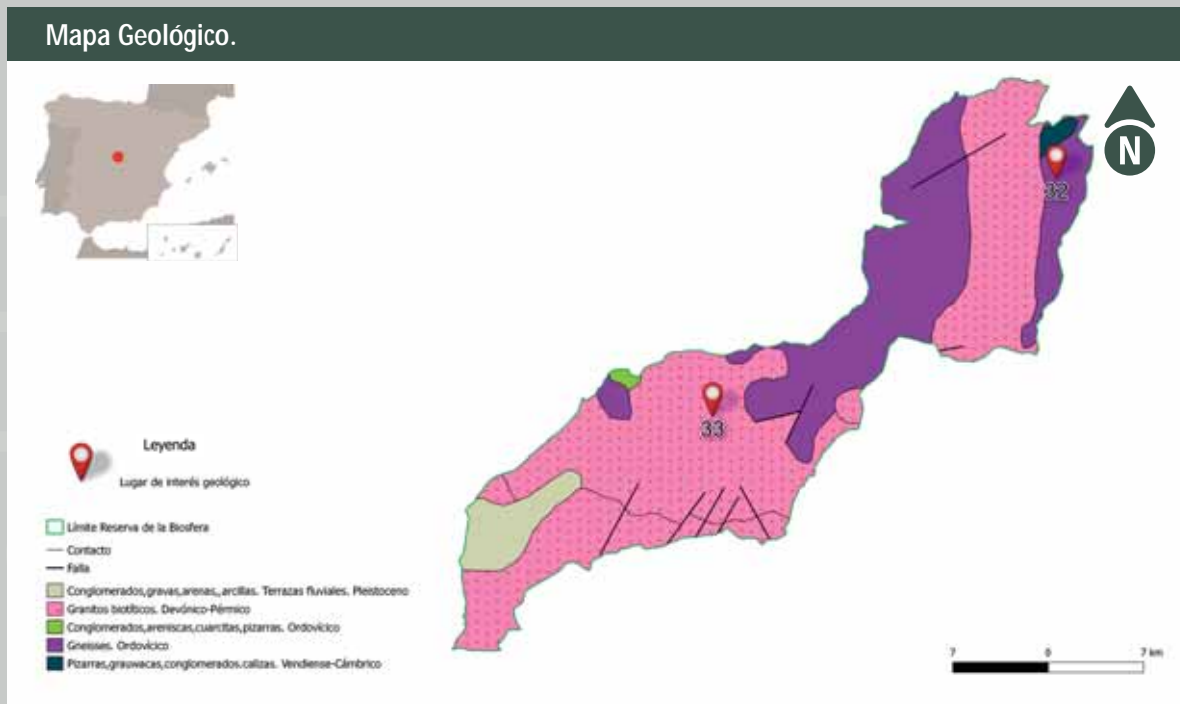 Mapa Geológico.
N
32
33
Leyenda
Lugar de interés geológico
Límite Reserva de la Biosfera
Contacto
Falla
Conglomerados,gravas,arenas,,arcillas. Terrazas fluviales. Pleistoceno
Granitos biotíticos. Devónico-Pérmico
Conglomerados,areniscas,cuarcitas,pizarras. Ordovícico
Gneisses. Ordovícico
Pizarras,grauwacas,conglomerados.calizas. Vendiense-Cámbrico
7 0 7 km